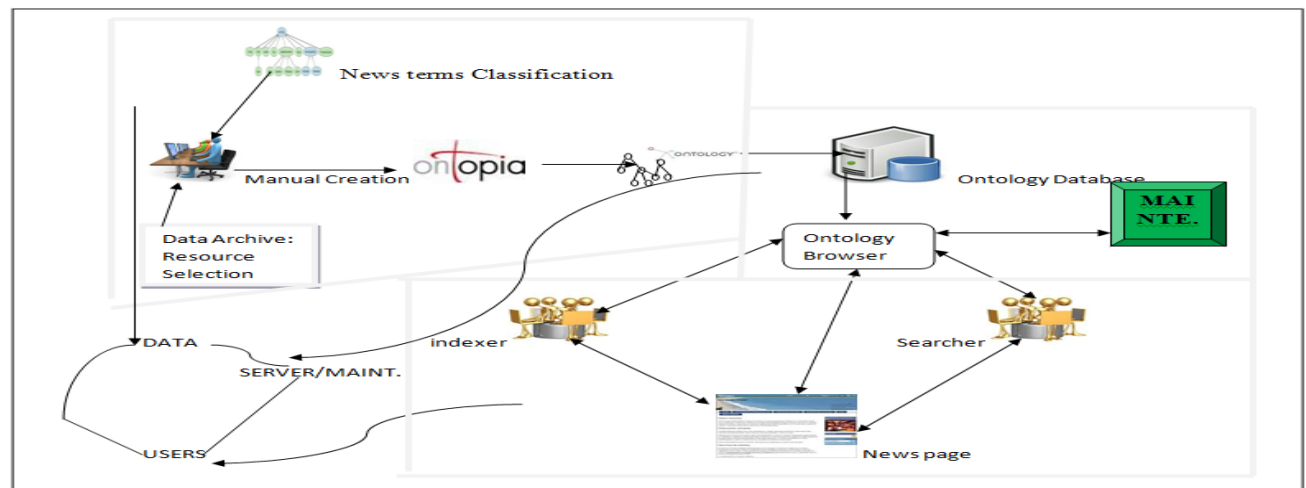 News terms Classification
Manual Creation
ontopia
ONTOLOGY
Ontology Database
MAI
NTE.
Data Archive:
Resource
Selection
Ontology
Browser
DATA
indexer
Searcher
SERVER/MAINT.
USERS
News page